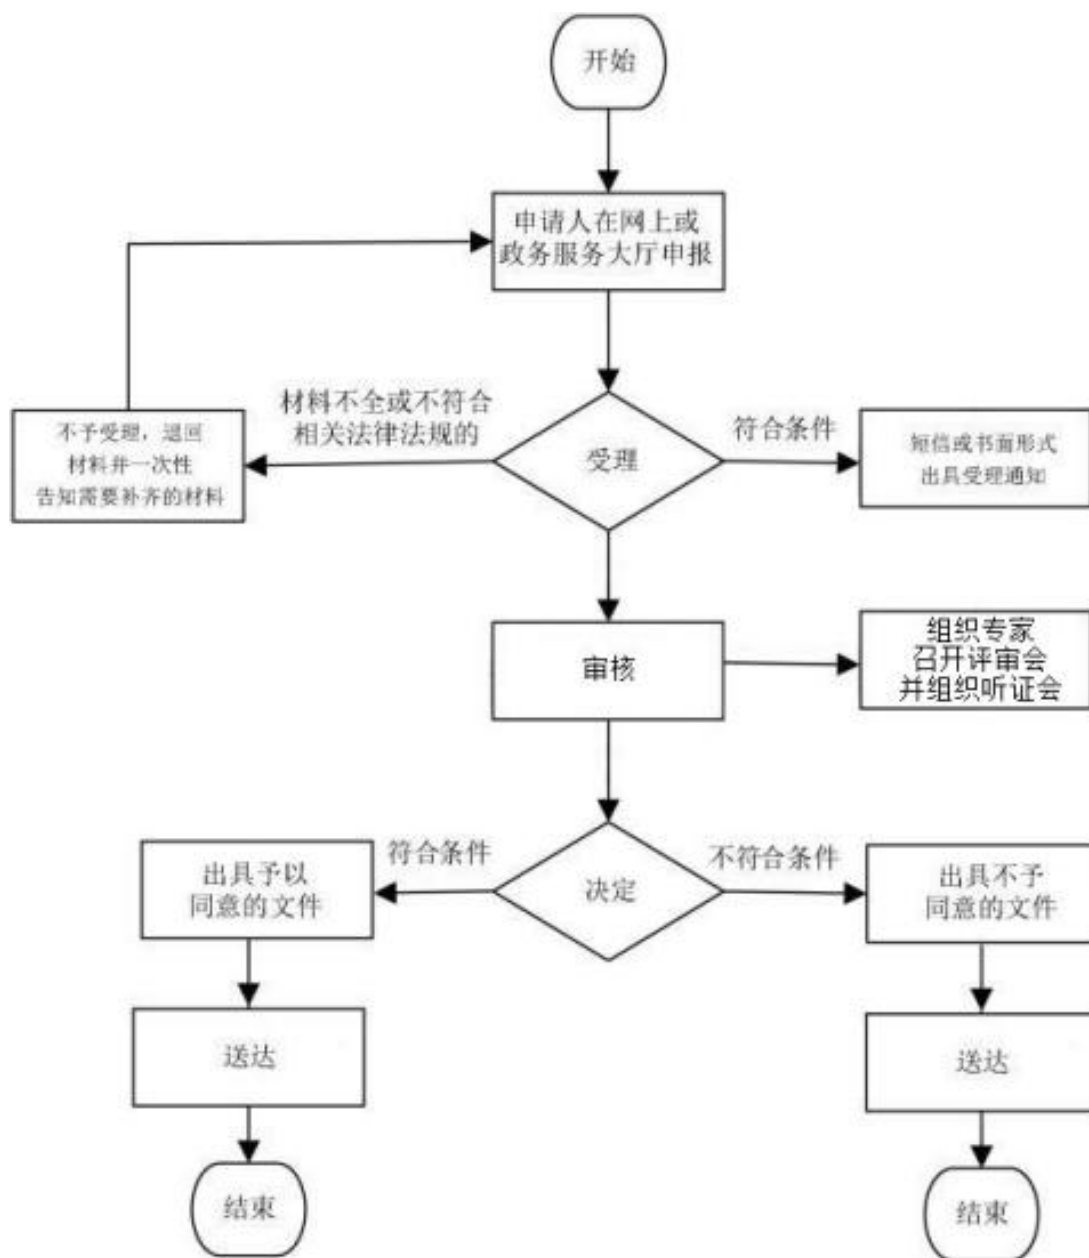 开始
申请人在网上或
政务服务大厅申报
材料不全或不符合
相关法律法规的
符合条件
不予受理，退回
材料并一次性
告知需要补齐的材料
受理
短信或书面形式
出具受理通知
审核
组织专家
召开评审会
并组织听证会
符合条件
不符合条件
出具予以
同意的文件
决定
出具不予
同意的文件
送达
送达
结束
结束